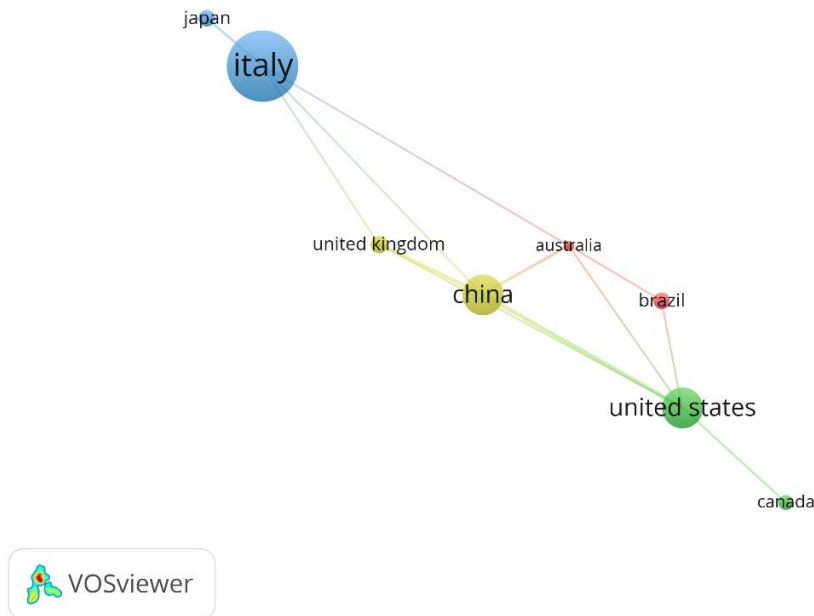 japan
italy
united kingdom
australia
china
brazil
united states
canada
VOSviewer